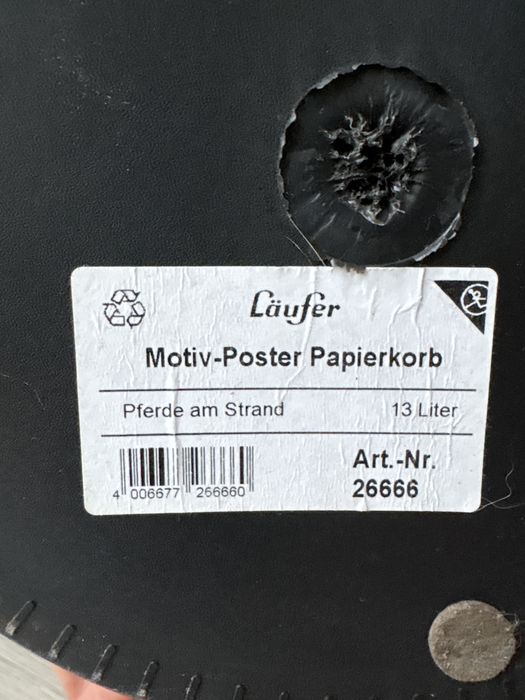 Läufer
Motiv-Poster Papierkorb
Pferde am Strand 13 Liter
Art.-Nr.
26666
4 006677 266660